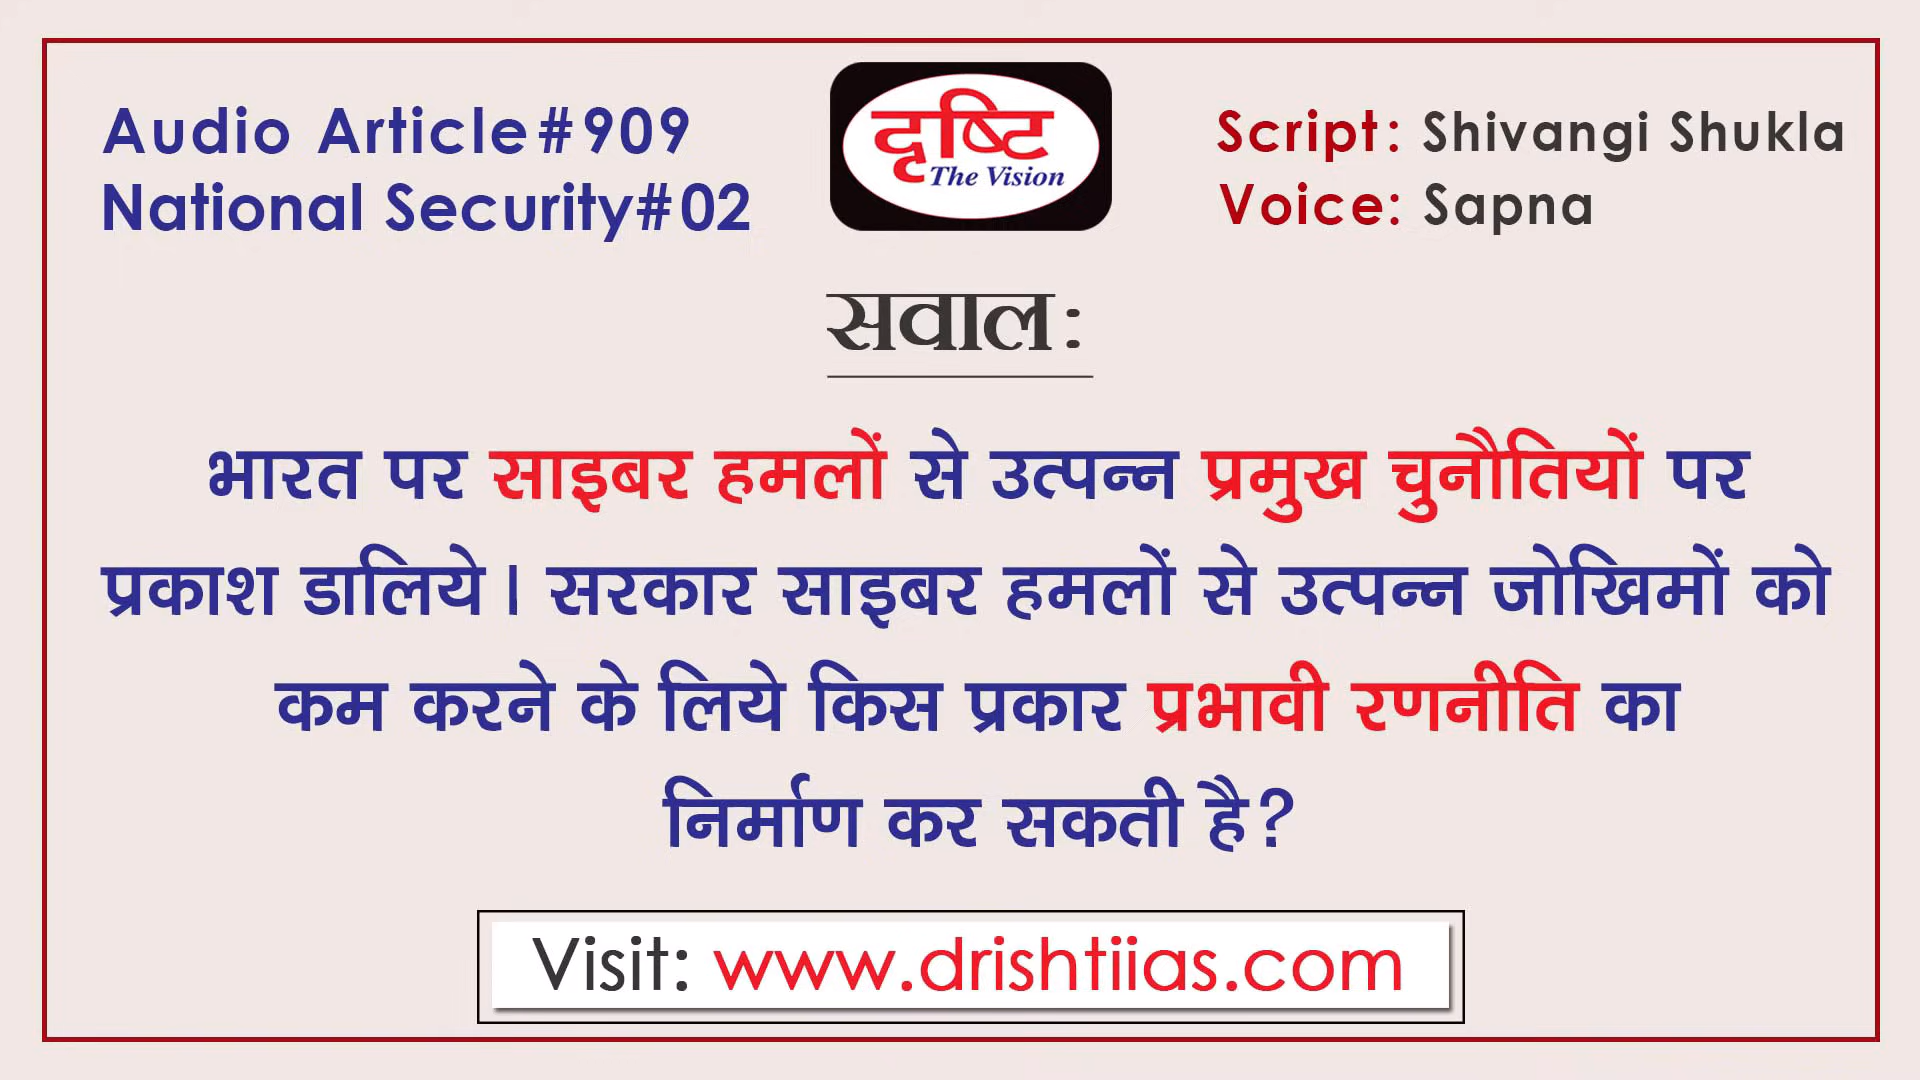 Audio Article#909
National Security#02
दृष्टि
The Vision
Script: Shivangi Shukla
Voice: Sapna
सवाल:
भारत पर साइबर हमलों से उत्पन्न प्रमुख चुनौतियों पर
प्रकाश डालिये। सरकार साइबर हमलों से उत्पन्न जोखिमों को
कम करने के लिये किस प्रकार प्रभावी रणनीति का
निर्माण कर सकती है?
Visit: www.drishtiias.com